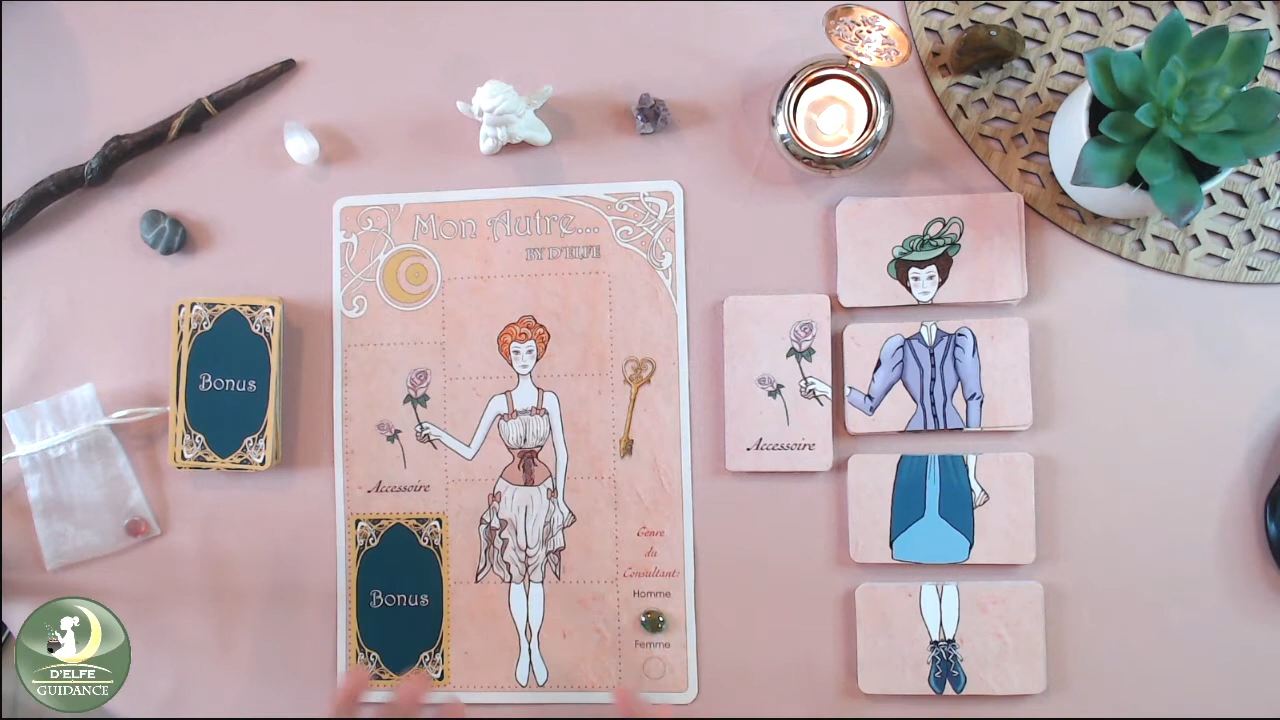 Mon Autre...
BY D'ELFE
Bonus
Accessoire
Bonus
Genre
du
Consultant:
Homme
Femme
Accessoire
D'ELFE
GUIDANCE